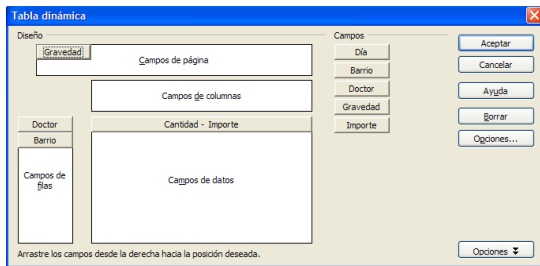 Tabla dinámica
Diseño
Gravedad
Campos de página
Campos de columnas
Doctor
Barrio
Cantidad - Importe
Campos de filas
Campos de datos
Arrastre los campos desde la derecha hacia la posición deseada.
Campos
Día
Barrio
Doctor
Gravedad
Importe
Aceptar
Cancelar
Ayuda
Borrar
Opciones...
Opciones